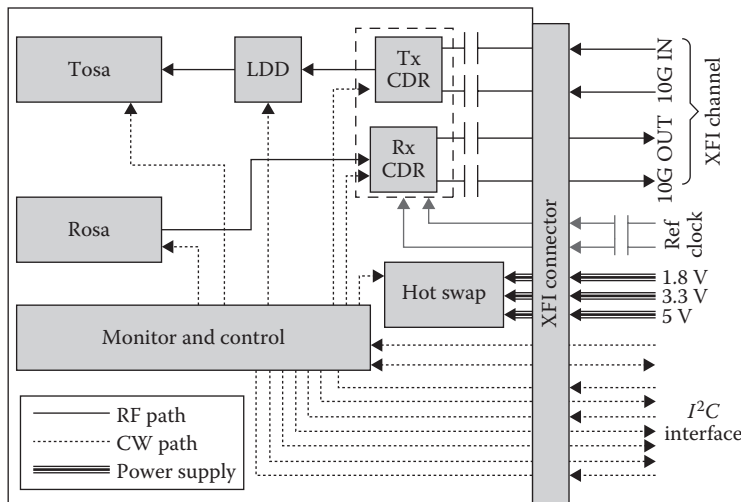 Tosa
LDD
Tx
CDR
Rx
CDR
Rosa
Hot swap
Monitor and control
XFI connector
10G IN
10G OUT
XFI channel
Ref
clock
1.8 V
3.3 V
5 V
I²C
interface
RF path
CW path
Power supply